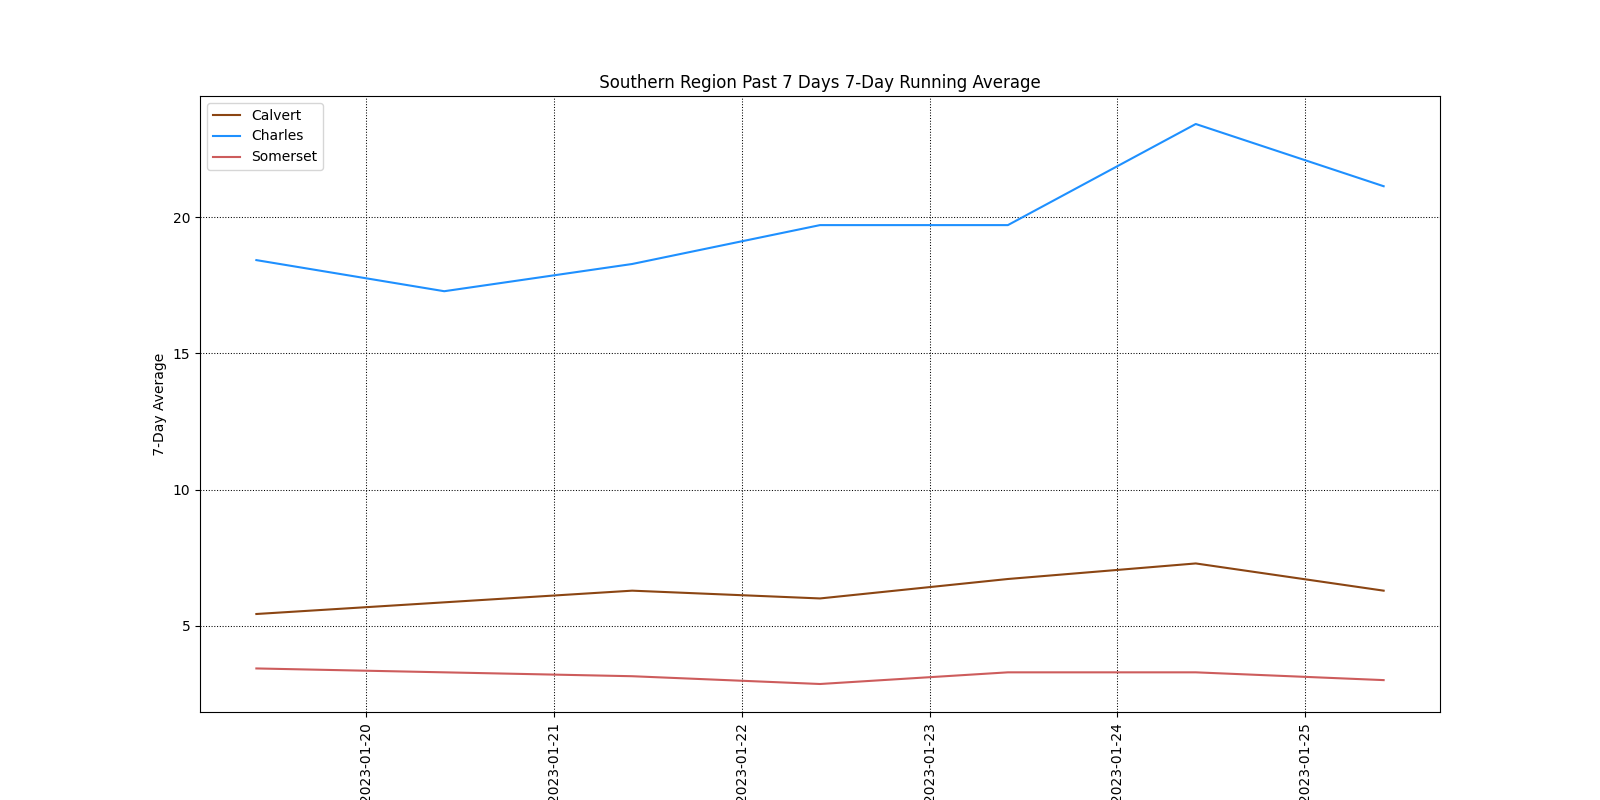 Southern Region Past 7 Days 7-Day Running Average
Calvert
Charles
Somerset
7-Day Average
20
15
10
5
2023-01-20
2023-01-21
2023-01-22
2023-01-23
2023-01-24
2023-01-25